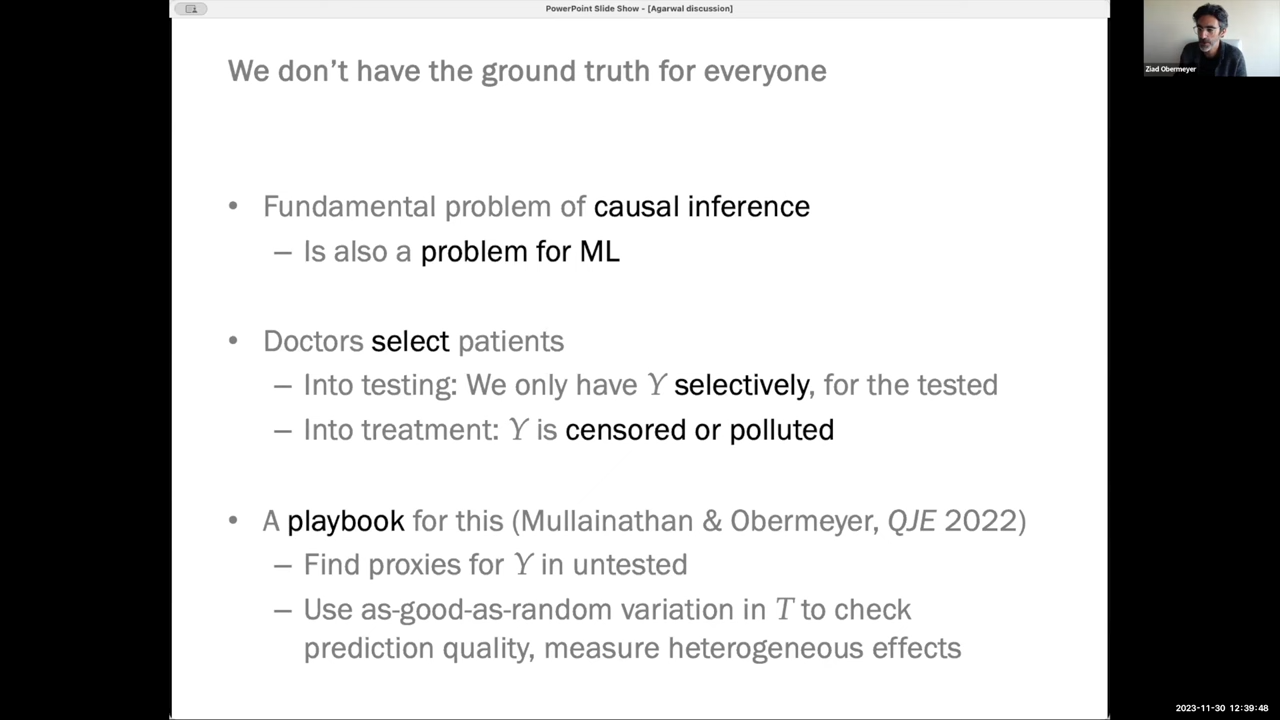 PowerPoint Slide Show - [Agarwal discussion]
Ziad Obermeyer
We don't have the ground truth for everyone
• Fundamental problem of causal inference
– Is also a problem for ML
• Doctors select patients
– Into testing: We only have Y selectively, for the tested
– Into treatment: Y is censored or polluted
• A playbook for this (Mullainathan & Obermeyer, QJE 2022)
– Find proxies for Y in untested
– Use as-good-as-random variation in T to check
prediction quality, measure heterogeneous effects
2023-11-30 12:39:48